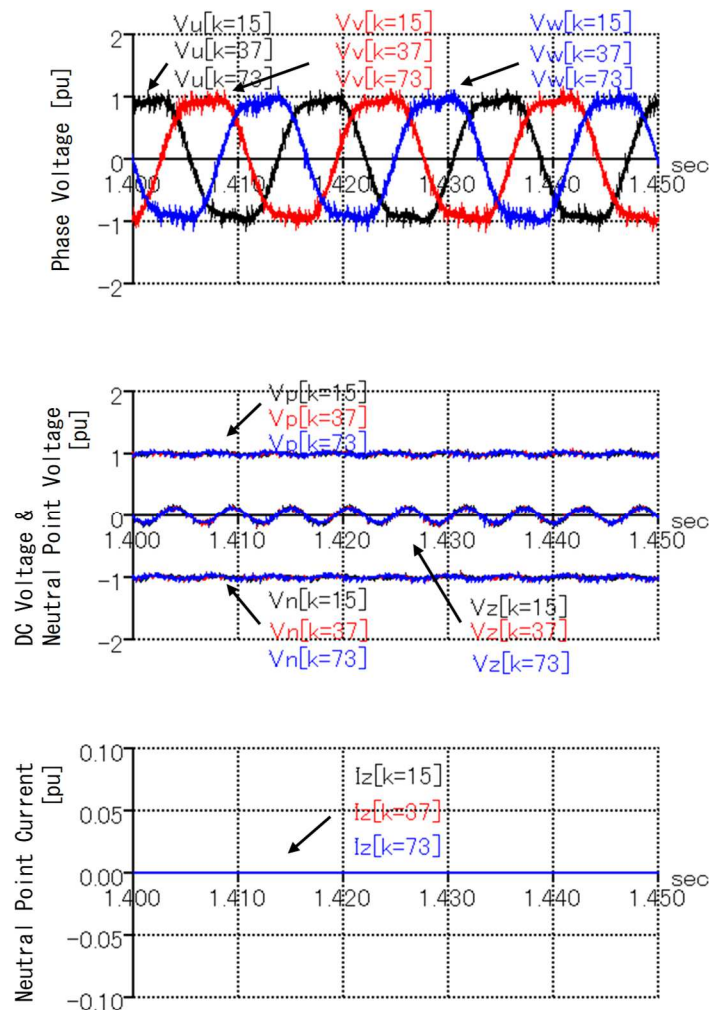 Vu[k=15] Vv[k=15] Vw[k=15]
Vu[k=37] Vv[k=37] Vw[k=37]
Vu[k=73] Vv[k=73] Vw[k=73]
Phase Voltage [pu]
2
1
0
-1
-2
1.400 1.410 1.420 1.430 1.440 1.450
sec
DC Voltage &
Neutral Point Voltage
[pu]
2
1
0
-1
-2
Vp[k=15]
Vp[k=37]
Vp[k=73]
1.400 1.410 1.420 1.430 1.440 1.450
sec
Vn[k=15] Vz[k=15]
Vn[k=37] Vz[k=37]
Vn[k=73] Vz[k=73]
Neutral Point Current
[pu]
0.10
0.05
0.00
-0.05
-0.10
Iz[k=15]
Iz[k=37]
Iz[k=73]
1.400 1.410 1.420 1.430 1.440 1.450
sec